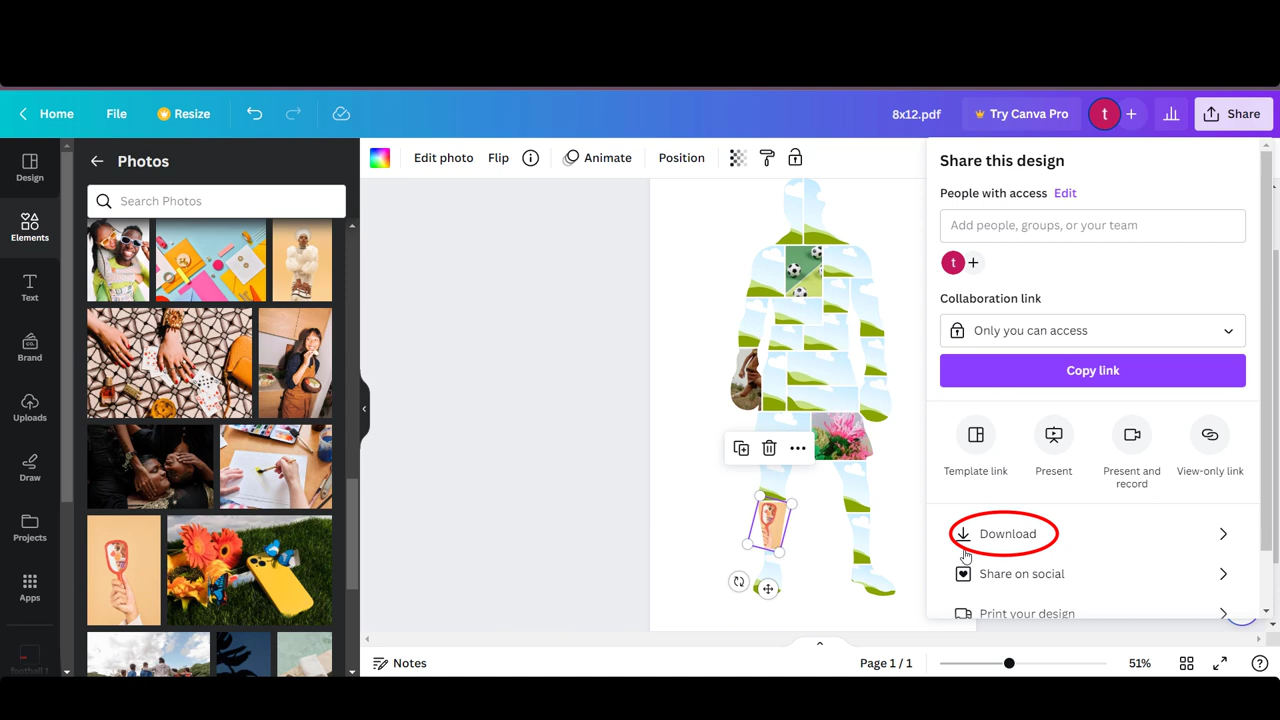 Home
File
Resize
8x12.pdf
Try Canva Pro
t
+
Share
Design
Elements
Text
Brand
Uploads
Draw
Projects
Apps
football 1
Photos
Search Photos
Edit photo
Flip
Animate
Position
Share this design
People with access Edit
Add people, groups, or your team
t
+
Collaboration link
Only you can access
Copy link
Template link
Present
Present and
record
View-only link
Download
Share on social
Print your design
Notes
Page 1 / 1
51%